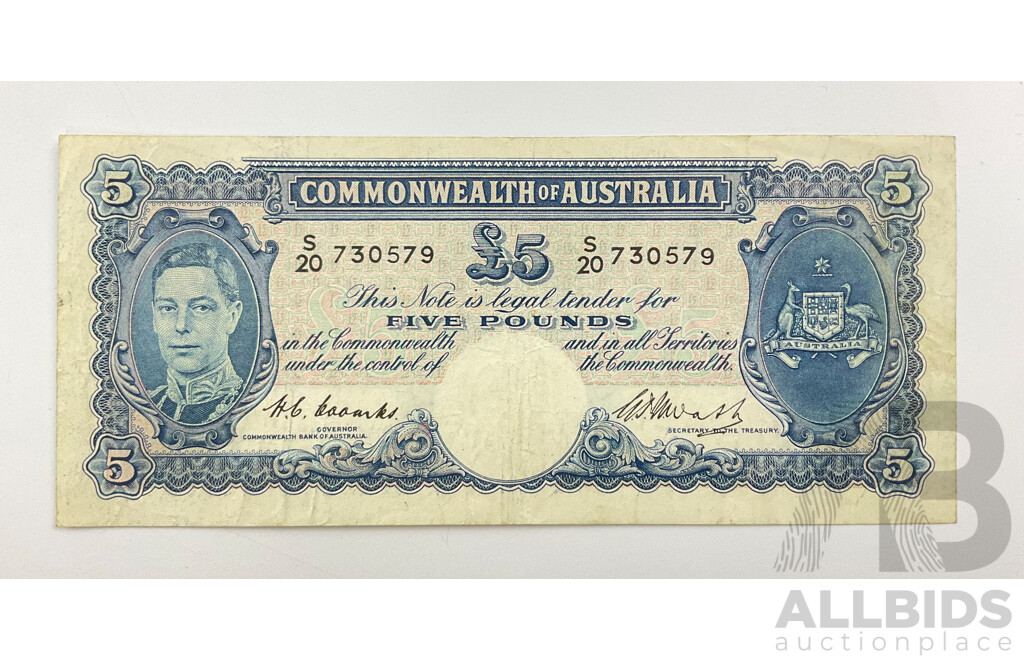 5 5
COMMONWEALTH OF AUSTRALIA
S/20 730579 £5 S/20 730579
This Note is legal tender for
FIVE POUNDS
in the Commonwealth and in all Territories
under the control of the Commonwealth.
AUSTRALIA
H.C. Coombs
GOVERNOR
COMMONWEALTH BANK OF AUSTRALIA.
SECRETARY TO THE TREASURY.
5 5
B
ALLBIDS
auctionplace